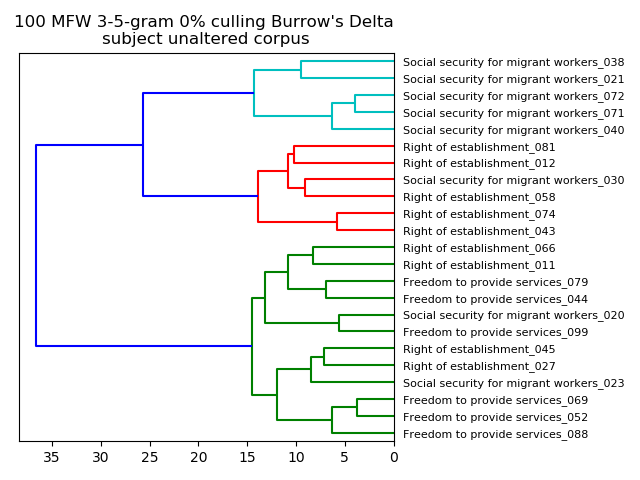 100 MFW 3-5-gram 0% culling Burrow's Delta
subject unaltered corpus
Social security for migrant workers_038
Social security for migrant workers_021
Social security for migrant workers_072
Social security for migrant workers_071
Social security for migrant workers_040
Right of establishment_081
Right of establishment_012
Social security for migrant workers_030
Right of establishment_058
Right of establishment_074
Right of establishment_043
Right of establishment_066
Right of establishment_011
Freedom to provide services_079
Freedom to provide services_044
Social security for migrant workers_020
Freedom to provide services_099
Right of establishment_045
Right of establishment_027
Social security for migrant workers_023
Freedom to provide services_069
Freedom to provide services_052
Freedom to provide services_088
35 30 25 20 15 10 5 0